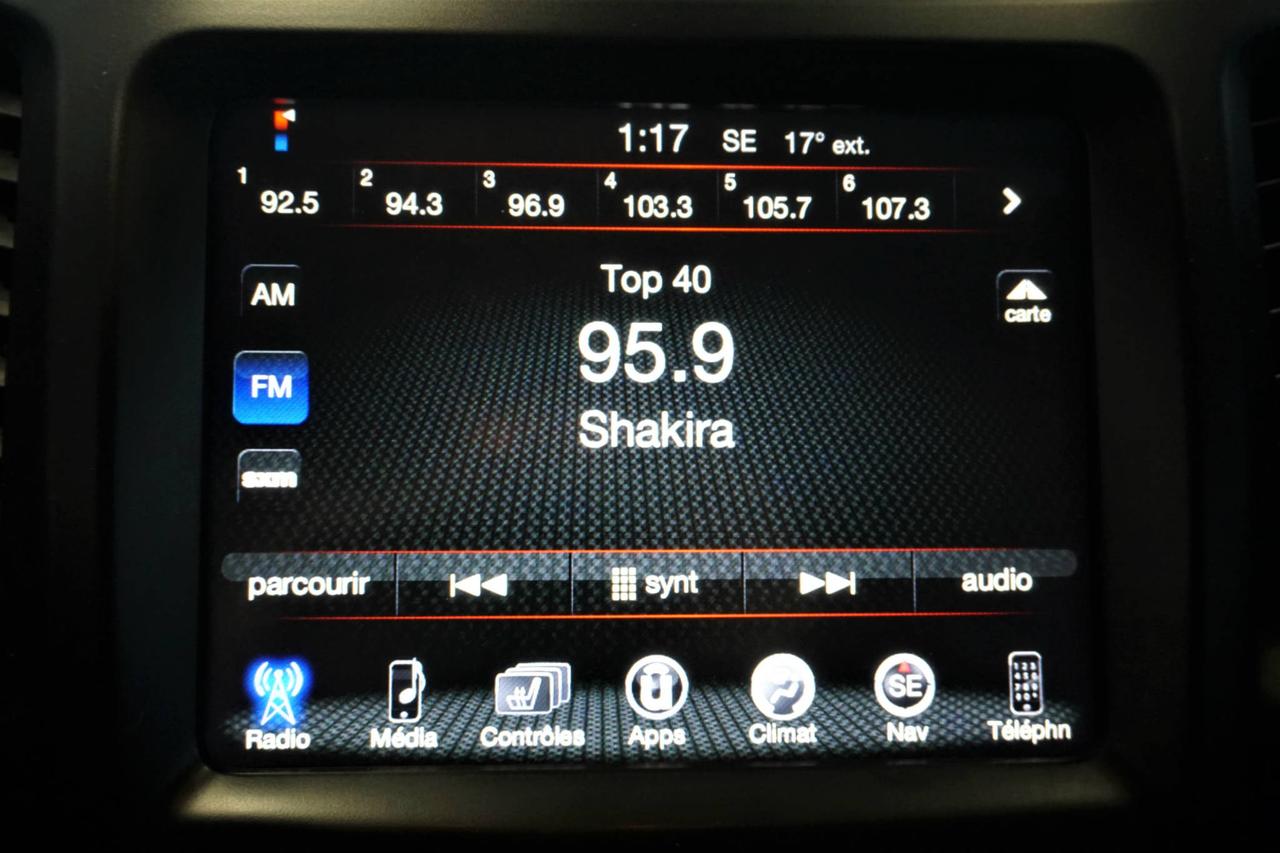 1:17 SE 17° ext.
1 92.5 2 94.3 3 96.9 4 103.3 5 105.7 6 107.3
Top 40
AM
carte
95.9
FM
Shakira
sxm
parcourir synt audio
SE
Radio Média Contrôles Apps Climat Nav Téléphn